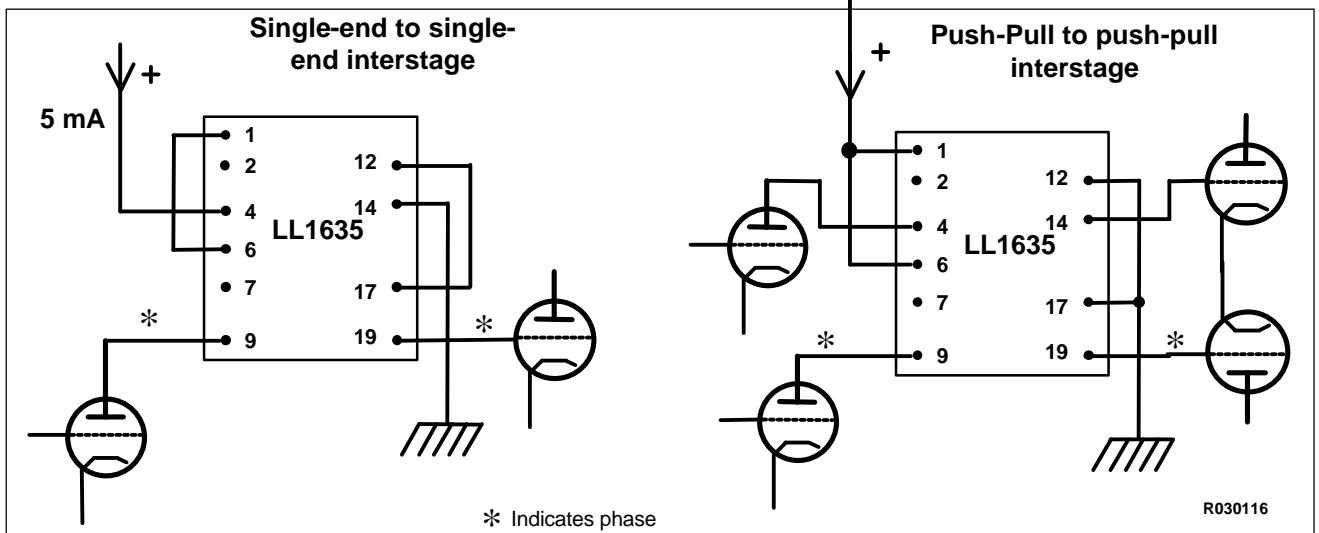 Single-end to single-
end interstage
+
5 mA
1
2
4
6
7
9
12
14
17
19
LL1635
*
*
Push-Pull to push-pull
interstage
+
1
2
4
6
7
9
12
14
17
19
LL1635
*
*
* Indicates phase
R030116